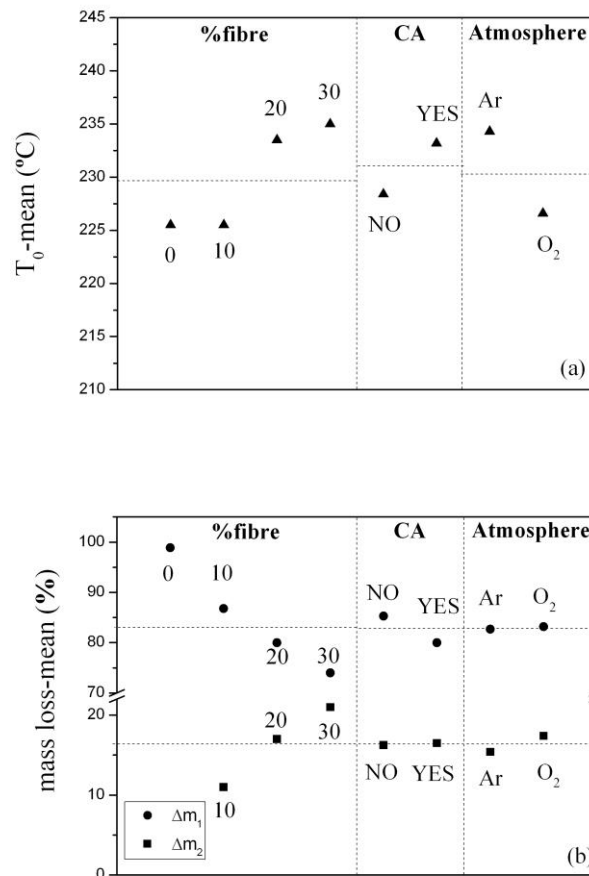 %fibre CA Atmosphere
245
240
235
230
225
220
215
210
T0-mean (ºC)
0
10
20
30
NO
YES
Ar
O2
(a)
%fibre CA Atmosphere
100
90
80
70
20
10
0
mass loss-mean (%)
0
10
20
30
NO
YES
Ar
O2
10
20
30
NO
YES
Ar
O2
Δm1
Δm2
(b)